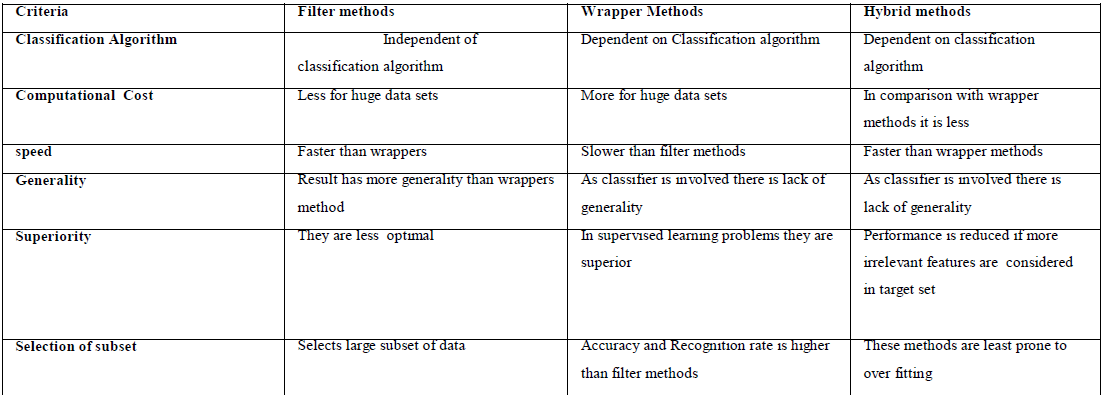 Criteria
Filter methods
Wrapper Methods
Hybrid methods
Classification Algorithm
Independent of
classification algorithm
Dependent on Classification algorithm
Dependent on classification
algorithm
Computational Cost
Less for huge data sets
More for huge data sets
In comparison with wrapper
methods it is less
speed
Faster than wrappers
Slower than filter methods
Faster than wrapper methods
Generality
Result has more generality than wrappers
method
As classifier is involved there is lack of
generality
As classifier is involved there is
lack of generality
Superiority
They are less optimal
In supervised learning problems they are
superior
Performance is reduced if more
irrelevant features are considered
in target set
Selection of subset
Selects large subset of data
Accuracy and Recognition rate is higher
than filter methods
These methods are least prone to
over fitting